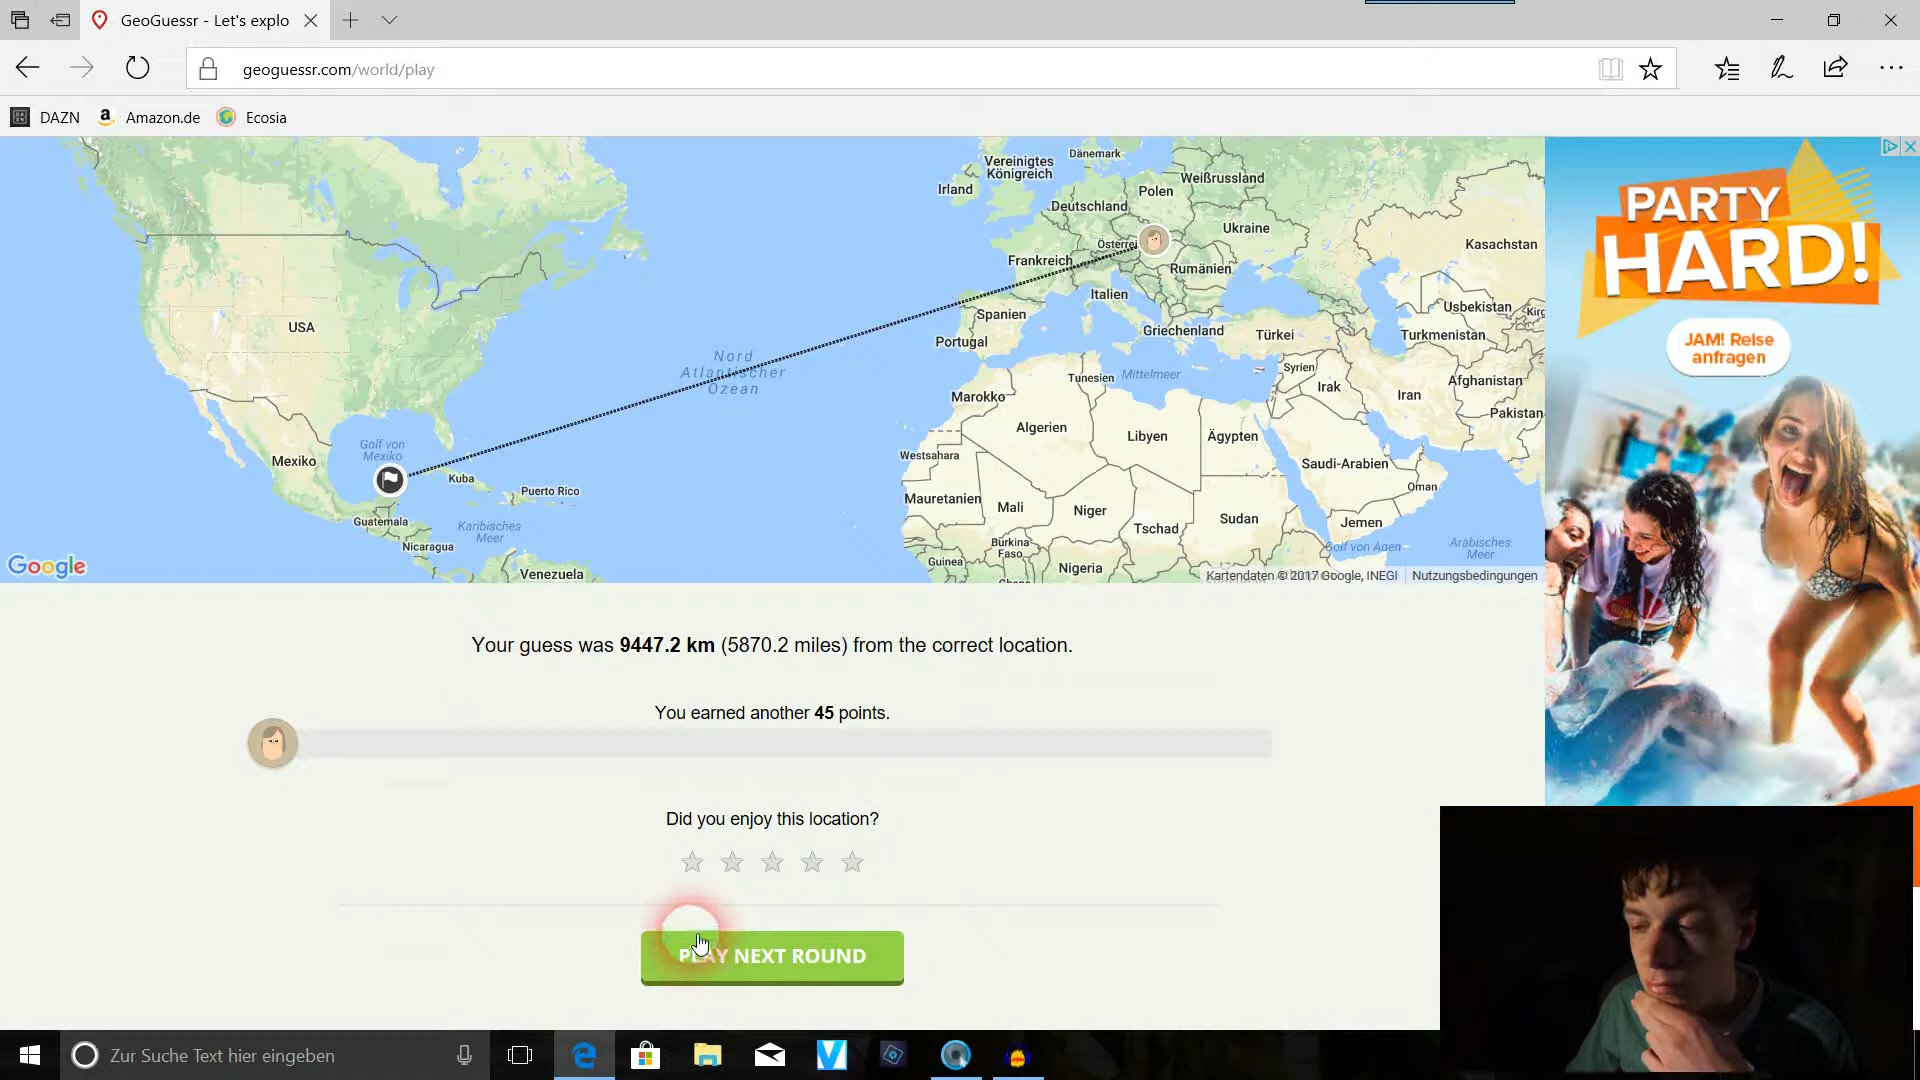 GeoGuessr - Let's explo
geoguessr.com/world/play
DAZN
Amazon.de
Ecosia
Vereinigtes
Königreich
Dänemark
Irland
Polen
Weißrussland
Deutschland
Ukraine
Österrei
Kasachstan
Frankreich
Rumänien
Italien
Usbekistan
Kirg
Spanien
Griechenland
Türkei
Turkmenistan
Portugal
USA
Nord
Atlantischer
Ozean
Tunesien
Mittelmeer
Syrien
Irak
Iran
Afghanistan
Marokko
Pakistan
Algerien
Libyen
Ägypten
Golf von
Mexiko
Westsahara
Mexiko
Saudi-Arabien
Kuba
Puerto Rico
Oman
Mauretanien
Mali
Niger
Tschad
Sudan
Jemen
Guatemala
Karibisches
Meer
Nicaragua
Burkina
Faso
Golf von Aden
Arabisches
Meer
Guinea
Nigeria
Venezuela
Google
Kartendaten © 2017 Google, INEGI
Nutzungsbedingungen
PARTY
HARD!
JAM! Reise
anfragen
Your guess was 9447.2 km (5870.2 miles) from the correct location.
You earned another 45 points.
Did you enjoy this location?
PLAY NEXT ROUND
Zur Suche Text hier eingeben